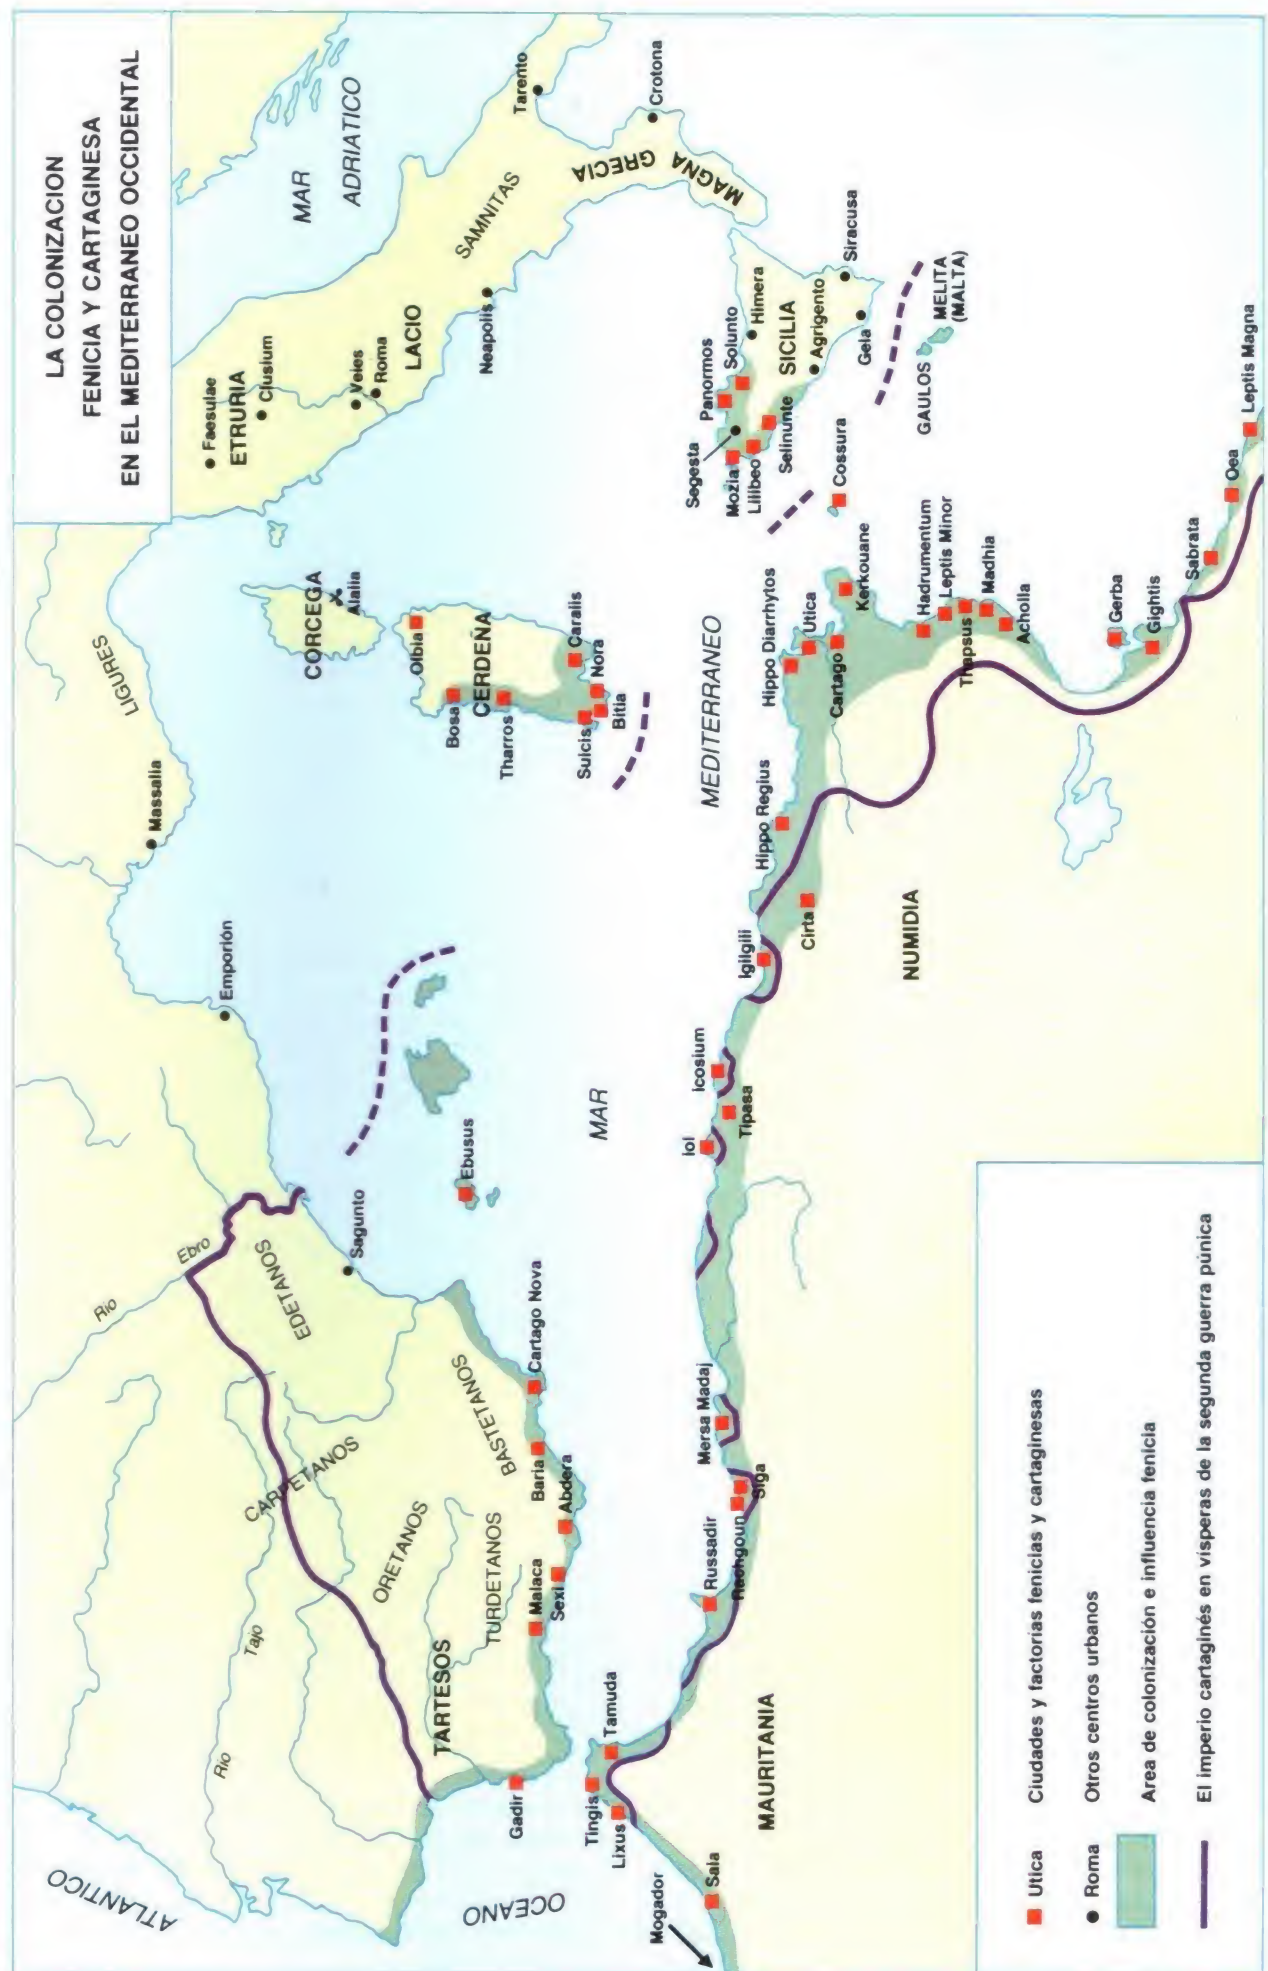 LA COLONIZACION
FENICIA Y CARTAGINESA
EN EL MEDITERRANEO OCCIDENTAL
ATLANTICO
OCEANO
MAR
ADRIATICO
MAR
MEDITERRANEO
LIGURES
Massalia
Emporión
Rio
Ebro
EDETANOS
Sagunto
CARPETANOS
Rio
Tajo
ORETANOS
BASTETANOS
TURDETANOS
TARTESOS
Gadir
Malaca
Sexi
Abdera
Baria
Cartago Nova
Ebusus
CORCEGA
Alalia
Olbia
CERDEÑA
Bosa
Tharros
Caralis
Nora
Sulcis
Bitia
Faesulae
ETRURIA
Clusium
Veies
Roma
LACIO
Neapolis
SAMNITAS
Tarento
Crotona
MAGNA GRECIA
Panormos
Solunto
Himera
Segesta
Mozia
Lilibeo
Selinunte
SICILIA
Agrigento
Gela
Siracusa
Cossura
GAULOS
MELITA
(MALTA)
Mogador
Sala
Lixus
Tingis
Tamuda
MAURITANIA
Russadir
Rachgoun
Siga
Mersa Madaj
Iol
Tipasa
Icosium
Igilgili
Cirta
NUMIDIA
Hippo Regius
Hippo Diarrhytos
Utica
Cartago
Kerkouane
Hadrumentum
Leptis Minor
Thapsus
Madhia
Acholla
Gerba
Gightis
Sabrata
Oea
Leptis Magna
Utica
Ciudades y factorías fenicias y cartaginesas
Roma
Otros centros urbanos
Area de colonización e influencia fenicia
El imperio cartaginés en vísperas de la segunda guerra púnica